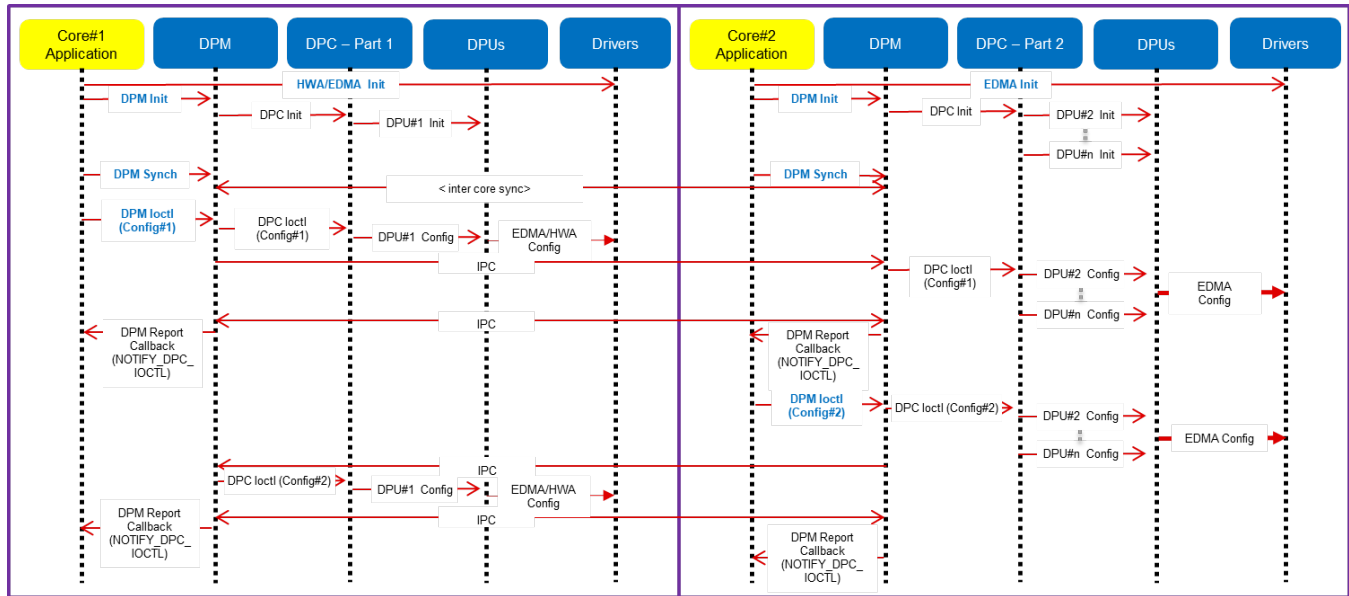 Core#1
Application
DPM
DPC – Part 1
DPUs
Drivers
Core#2
Application
DPM
DPC – Part 2
DPUs
Drivers
HWA/EDMA Init
EDMA Init
DPM Init
DPM Init
DPC Init
DPU#1 Init
DPC Init
DPU#2 Init
DPU#n Init
DPM Synch
DPM Synch
< inter core sync>
DPM Ioctl
(Config#1)
DPC Ioctl
(Config#1)
DPU#1 Config
EDMA/HWA
Config
IPC
DPC Ioctl
(Config#1)
DPU#2 Config
EDMA
Config
DPU#n Config
IPC
DPM Report
Callback
(NOTIFY_DPC_
IOCTL)
DPM Report
Callback
(NOTIFY_DPC_
IOCTL)
DPM Ioctl
(Config#2)
DPC Ioctl (Config#2)
DPU#2 Config
EDMA Config
DPU#n Config
IPC
DPC Ioctl (Config#2)
DPU#1 Config
EDMA/HWA
Config
IPC
DPM Report
Callback
(NOTIFY_DPC_
IOCTL)
DPM Report
Callback
(NOTIFY_DPC_
IOCTL)